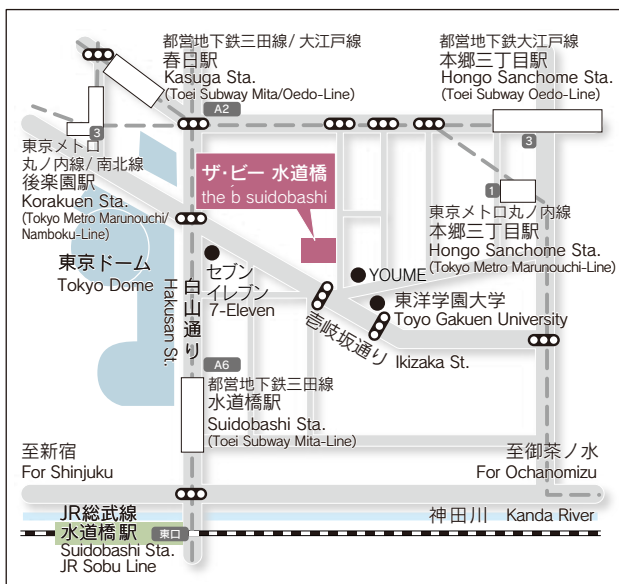 都営地下鉄三田線/大江戸線
春日駅
Kasuga Sta.
(Toei Subway Mita/Oedo-Line)
A2
都営地下鉄大江戸線
本郷三丁目駅
Hongo Sanchome Sta.
(Toei Subway Oedo-Line)
3
3
東京メトロ
丸ノ内線/南北線
後楽園駅
Korakuen Sta.
(Tokyo Metro Marunouchi/
Namboku-Line)
ザ・ビー 水道橋
the b́ suidobashi
1
東京メトロ丸ノ内線
本郷三丁目駅
Hongo Sanchome Sta.
(Tokyo Metro Marunouchi-Line)
東京ドーム
Tokyo Dome
白山通り
Hakusan St.
セブン
イレブン
7-Eleven
YOUME
東洋学園大学
Toyo Gakuen University
壱岐坂通り
Ikizaka St.
A6
都営地下鉄三田線
水道橋駅
Suidobashi Sta.
(Toei Subway Mita-Line)
至新宿
For Shinjuku
至御茶ノ水
For Ochanomizu
神田川 Kanda River
JR総武線
水道橋駅 東口
Suidobashi Sta.
JR Sobu Line